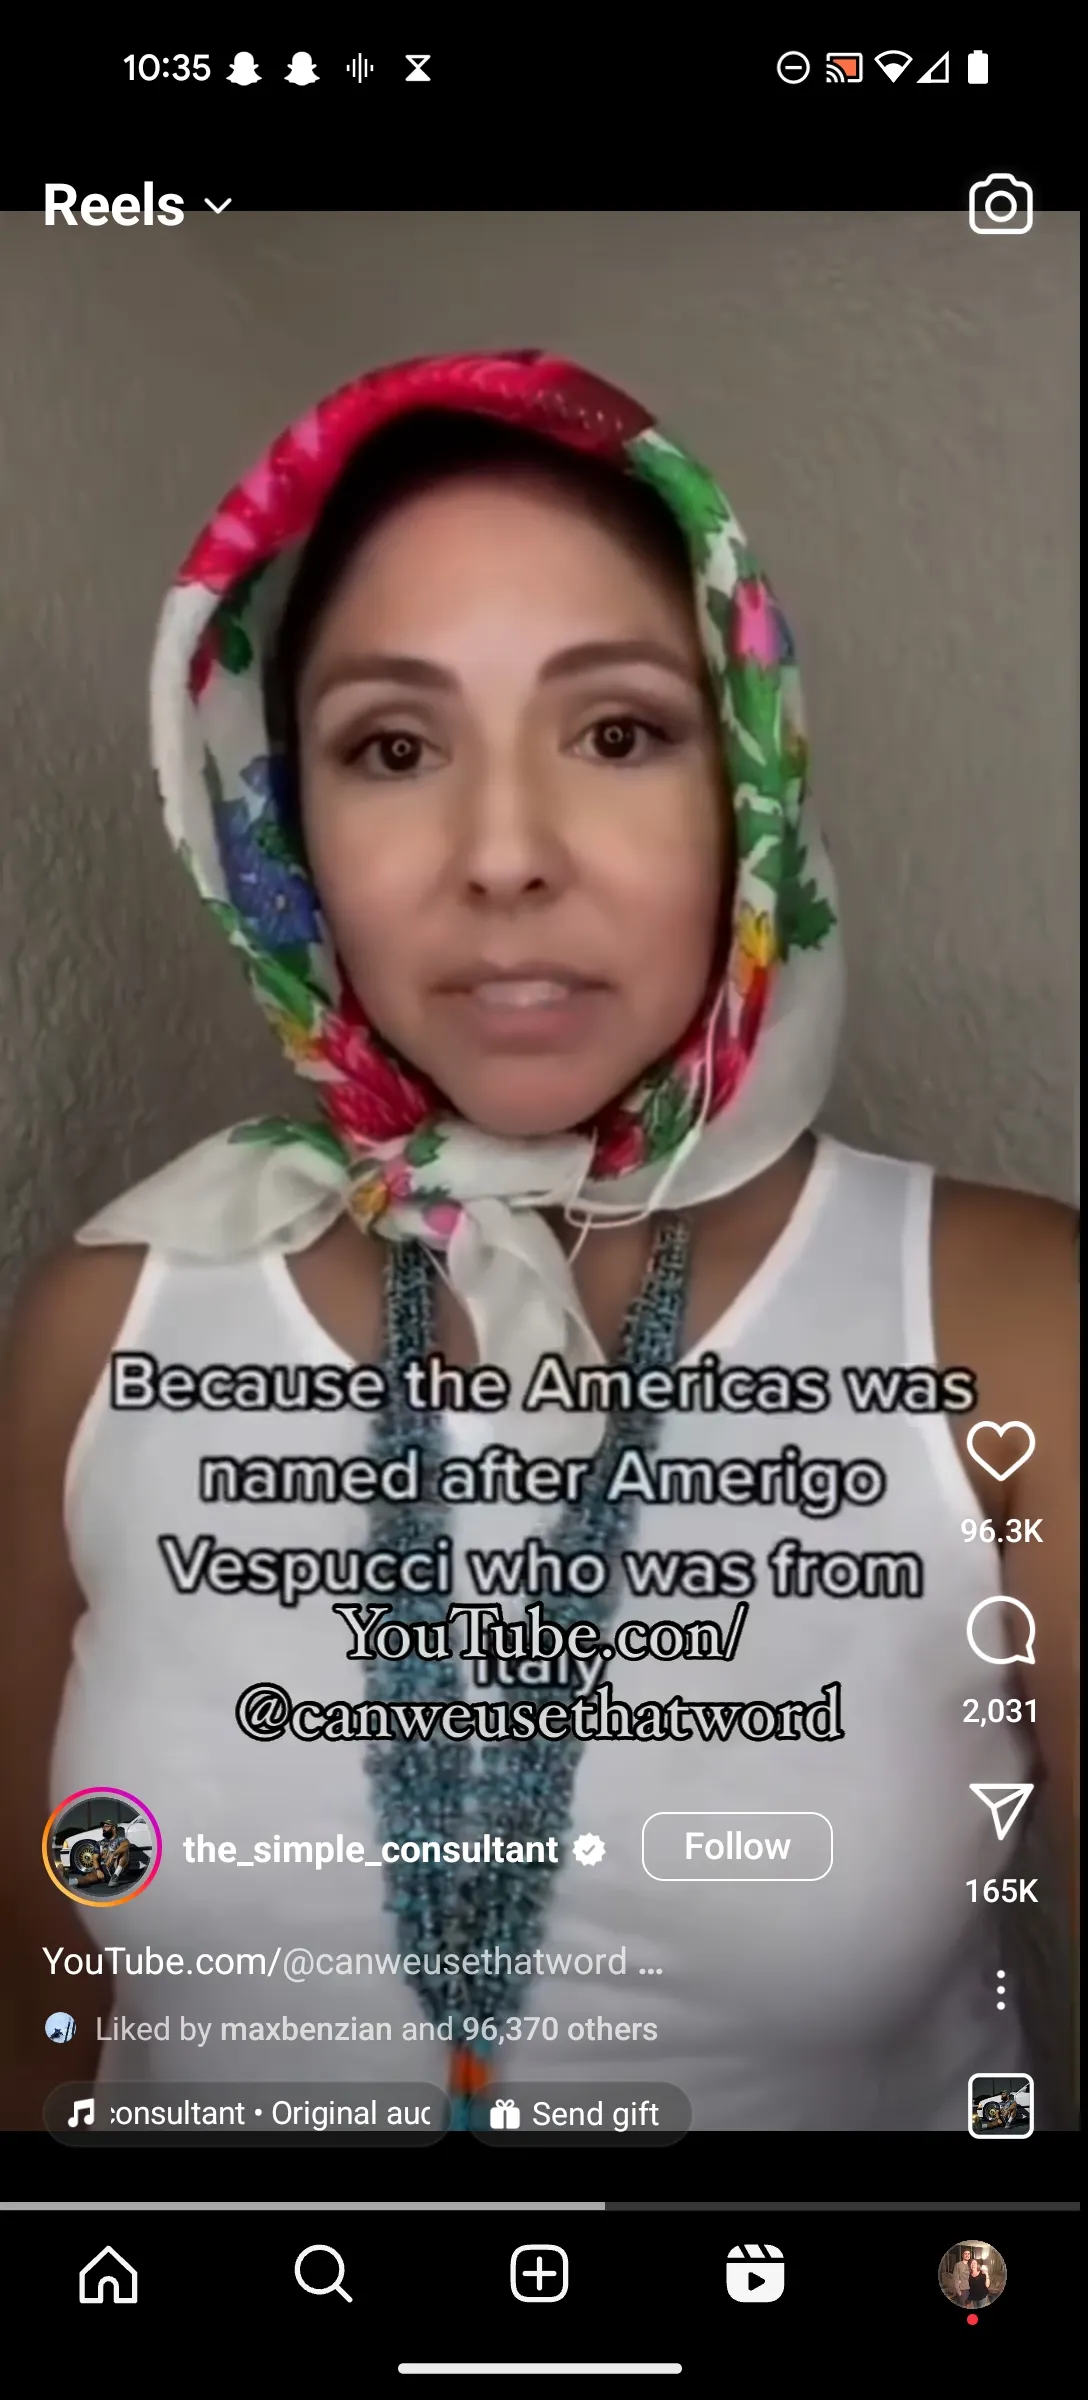 10:35
Reels
Because the Americas was
named after Amerigo
Vespucci who was from
Italy
YouTube.con/
@canweusethatword
96.3K
2,031
165K
the_simple_consultant
Follow
YouTube.com/@canweusethatword ...
Liked by maxbenzian and 96,370 others
consultant • Original auc
Send gift